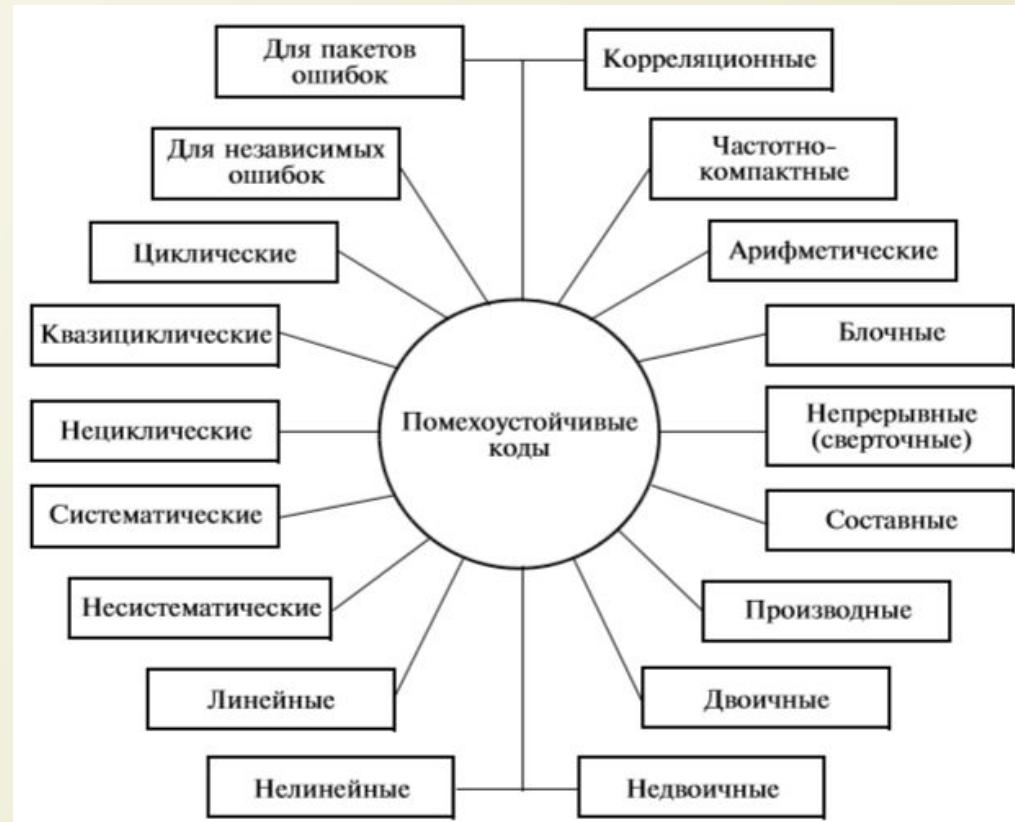 Для пакетов
ошибок
Корреляционные
Для независимых
ошибок
Частотно-
компактные
Циклические
Арифметические
Квазициклические
Блочные
Нециклические
Помехоустойчивые
коды
Непрерывные
(сверточные)
Систематические
Составные
Несистематические
Производные
Линейные
Двоичные
Нелинейные
Недвоичные